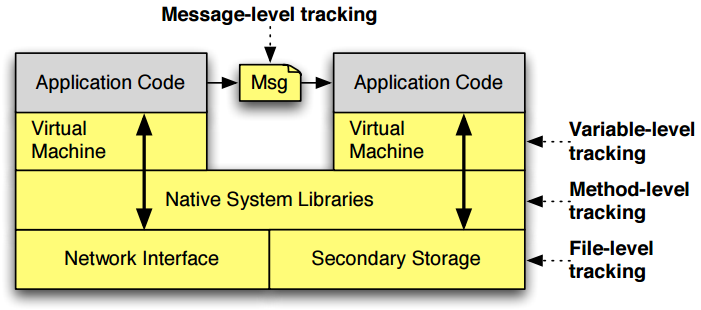 Message-level tracking
Application Code
Msg
Application Code
Virtual
Machine
Virtual
Machine
Variable-level
tracking
Native System Libraries
Method-level
tracking
Network Interface
Secondary Storage
File-level
tracking